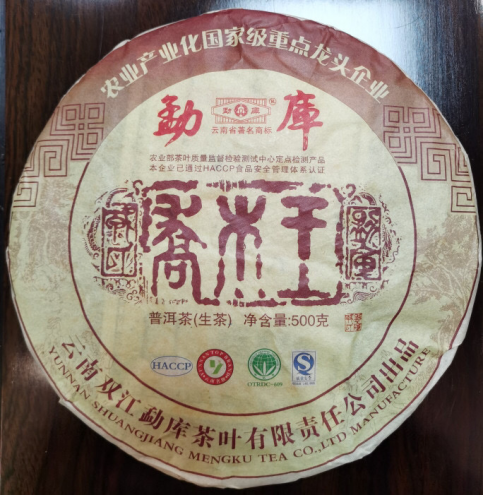 农业产业化国家级重点龙头企业
勐 库
勐库
®
云南省著名商标
农业部茶叶质量监督检验测试中心定点检测产品
本企业已通过HACCP食品安全管理体系认证
喬木王
普洱茶(生茶) 净含量:500克
HACCP
云南双江勐库茶叶有限责任公司出品
YUNNAN SHUANGJIANG MENGKU TEA CO.,LTD MANUFACTURE